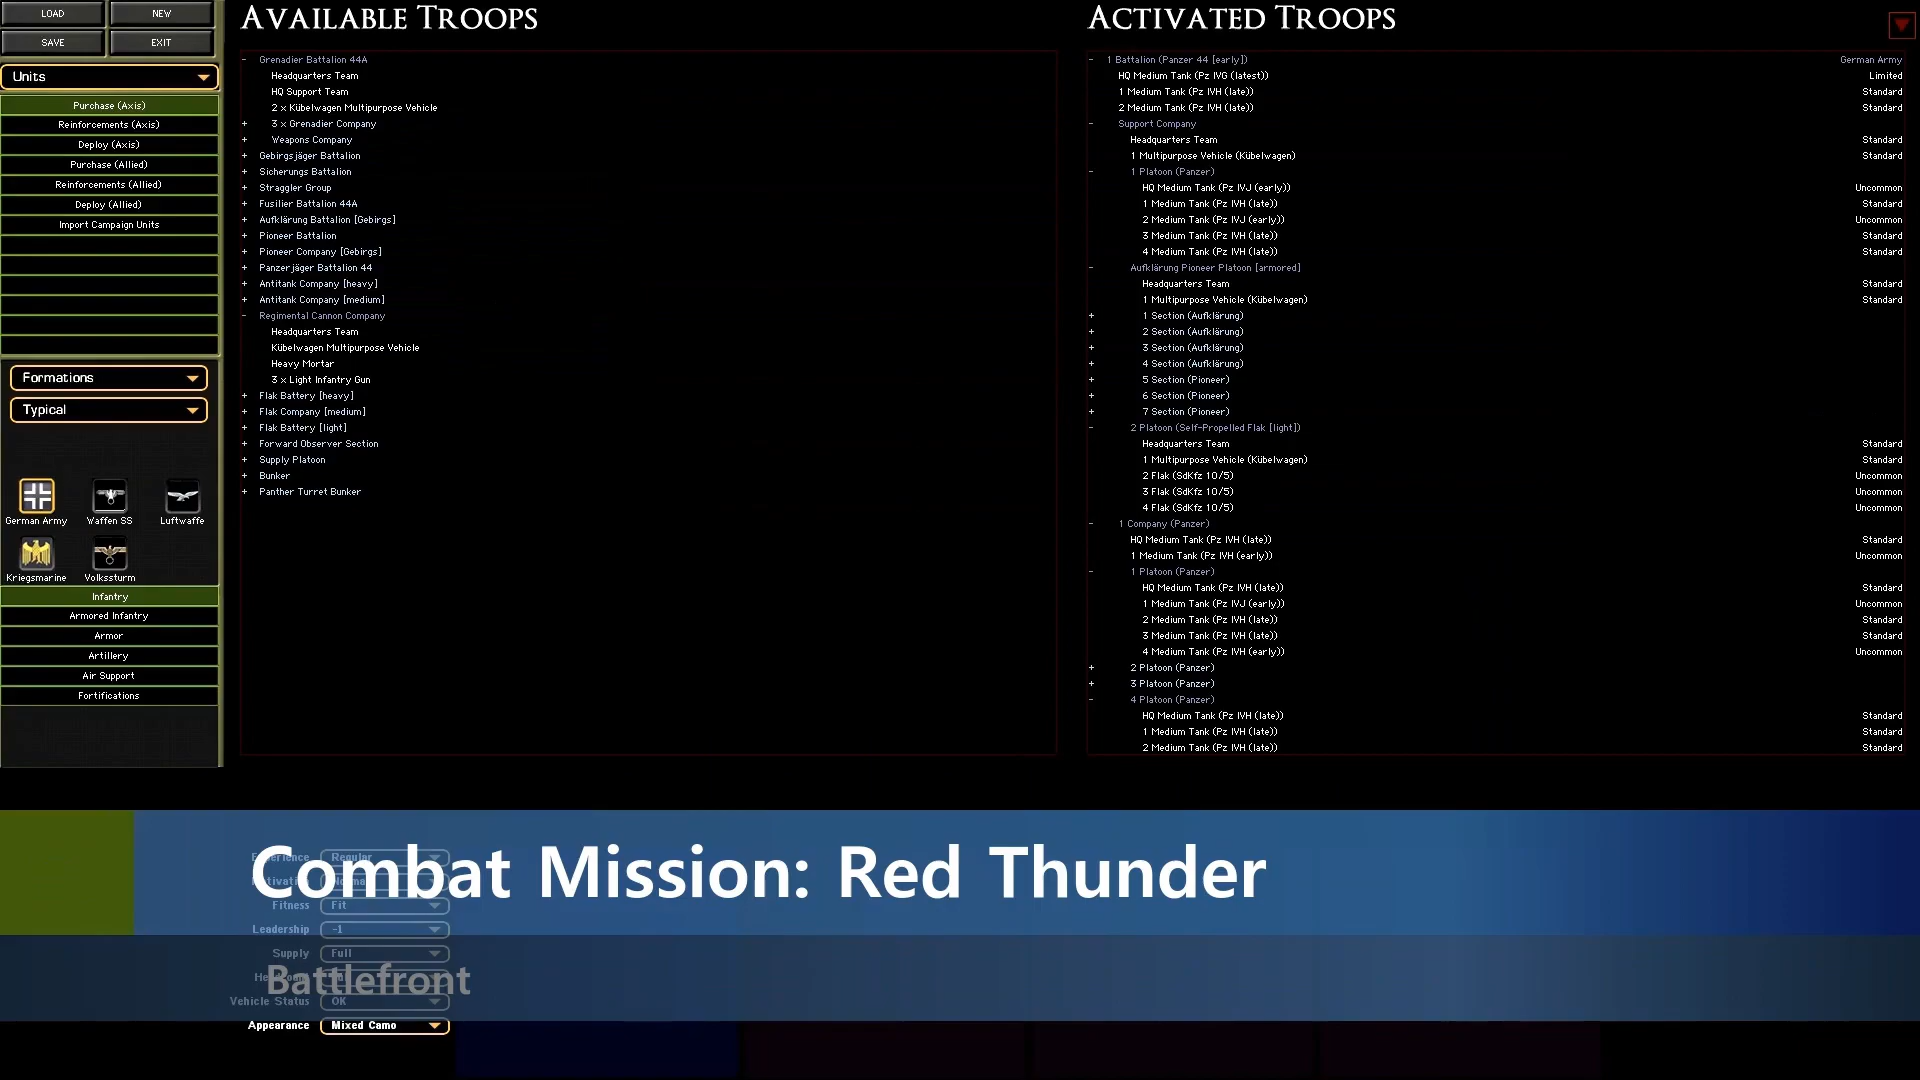 LOAD
NEW
SAVE
EXIT
Units
Purchase (Axis)
Reinforcements (Axis)
Deploy (Axis)
Purchase (Allied)
Reinforcements (Allied)
Deploy (Allied)
Import Campaign Units
Formations
Typical
German Army
Waffen SS
Luftwaffe
Kriegsmarine
Volkssturm
Infantry
Armored Infantry
Armor
Artillery
Air Support
Fortifications
AVAILABLE TROOPS
- Grenadier Battalion 44A
Headquarters Team
HQ Support Team
2 x Kübelwagen Multipurpose Vehicle
+ 3 x Grenadier Company
+ Weapons Company
+ Gebirgsjäger Battalion
+ Sicherungs Battalion
+ Straggler Group
+ Fusilier Battalion 44A
+ Aufklärung Battalion [Gebirgs]
+ Pioneer Battalion
+ Pioneer Company [Gebirgs]
+ Panzerjäger Battalion 44
+ Antitank Company [heavy]
+ Antitank Company [medium]
- Regimental Cannon Company
Headquarters Team
Kübelwagen Multipurpose Vehicle
Heavy Mortar
3 x Light Infantry Gun
+ Flak Battery [heavy]
+ Flak Company [medium]
+ Flak Battery [light]
+ Forward Observer Section
+ Supply Platoon
+ Bunker
+ Panther Turret Bunker
ACTIVATED TROOPS
- 1 Battalion (Panzer 44 [early]) German Army
HQ Medium Tank (Pz IVG (latest)) Limited
1 Medium Tank (Pz IVH (late)) Standard
2 Medium Tank (Pz IVH (late)) Standard
- Support Company
Headquarters Team Standard
1 Multipurpose Vehicle (Kübelwagen) Standard
- 1 Platoon (Panzer)
HQ Medium Tank (Pz IVJ (early)) Uncommon
1 Medium Tank (Pz IVH (late)) Standard
2 Medium Tank (Pz IVJ (early)) Uncommon
3 Medium Tank (Pz IVH (late)) Standard
4 Medium Tank (Pz IVH (late)) Standard
- Aufklärung Pioneer Platoon [armored]
Headquarters Team Standard
1 Multipurpose Vehicle (Kübelwagen) Standard
+ 1 Section (Aufklärung)
+ 2 Section (Aufklärung)
+ 3 Section (Aufklärung)
+ 4 Section (Aufklärung)
+ 5 Section (Pioneer)
+ 6 Section (Pioneer)
+ 7 Section (Pioneer)
- 2 Platoon (Self-Propelled Flak [light])
Headquarters Team Standard
1 Multipurpose Vehicle (Kübelwagen) Standard
2 Flak (SdKfz 10/5) Uncommon
3 Flak (SdKfz 10/5) Uncommon
4 Flak (SdKfz 10/5) Uncommon
- 1 Company (Panzer)
HQ Medium Tank (Pz IVH (late)) Standard
1 Medium Tank (Pz IVH (early)) Uncommon
- 1 Platoon (Panzer)
HQ Medium Tank (Pz IVH (late)) Standard
1 Medium Tank (Pz IVJ (early)) Uncommon
2 Medium Tank (Pz IVH (late)) Standard
3 Medium Tank (Pz IVH (late)) Standard
4 Medium Tank (Pz IVH (early)) Uncommon
+ 2 Platoon (Panzer)
+ 3 Platoon (Panzer)
- 4 Platoon (Panzer)
HQ Medium Tank (Pz IVH (late)) Standard
1 Medium Tank (Pz IVH (late)) Standard
2 Medium Tank (Pz IVH (late)) Standard
Combat Mission: Red Thunder
Regular
Fitness Fit
Leadership -1
Supply Full
Battlefront
Vehicle Status OK
Appearance Mixed Camo